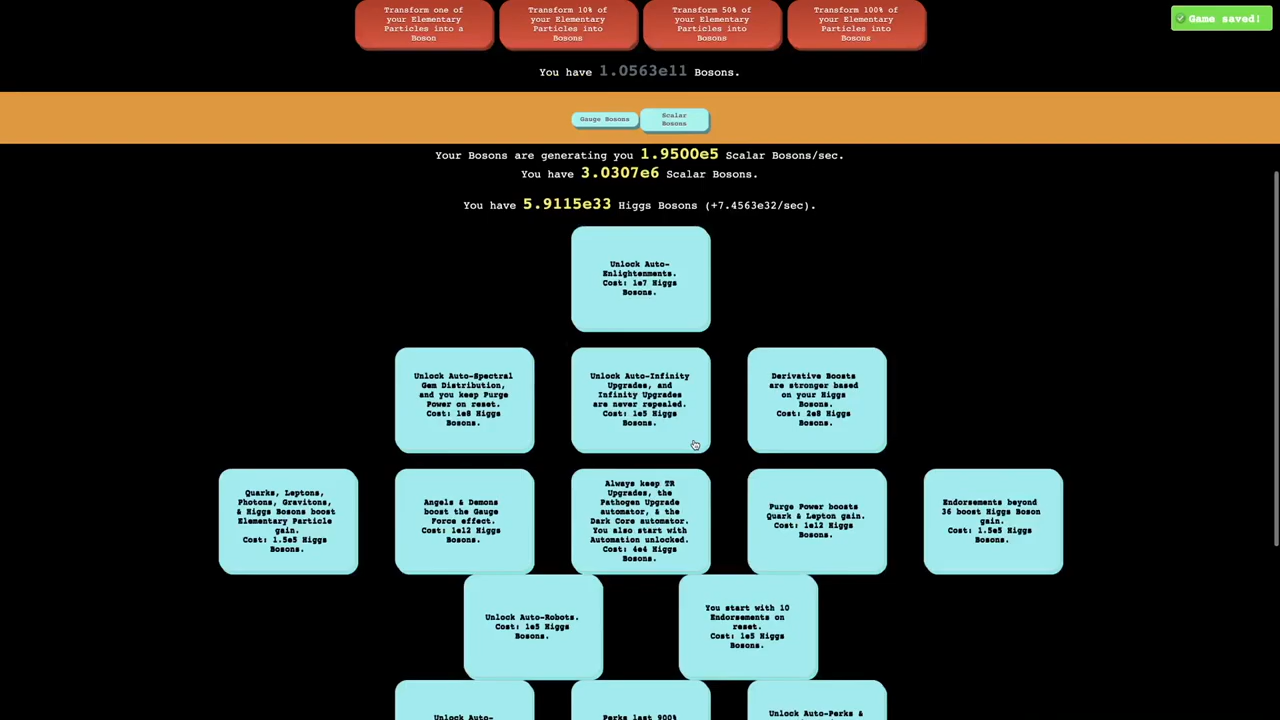 Transform one of
your Elementary
Particles into a
Boson
Transform 10% of
your Elementary
Particles into
Bosons
Transform 50% of
your Elementary
Particles into
Bosons
Transform 100% of
your Elementary
Particles into
Bosons
Game saved!
You have 1.0563e11 Bosons.
Gauge Bosons
Scalar
Bosons
Your Bosons are generating you 1.9500e5 Scalar Bosons/sec.
You have 3.0307e6 Scalar Bosons.
You have 5.9115e33 Higgs Bosons (+7.4563e32/sec).
Unlock Auto-
Enlightenments.
Cost: 1e7 Higgs
Bosons.
Unlock Auto-Spectral
Gem Distribution,
and you keep Purge
Power on reset.
Cost: 1e8 Higgs
Bosons.
Unlock Auto-Infinity
Upgrades, and
Infinity Upgrades
are never repealed.
Cost: 1e5 Higgs
Bosons.
Derivative Boosts
are stronger based
on your Higgs
Bosons.
Cost: 2e8 Higgs
Bosons.
Quarks, Leptons,
Photons, Gravitons,
& Higgs Bosons boost
Elementary Particle
gain.
Cost: 1.5e5 Higgs
Bosons.
Angels & Demons
boost the Gauge
Force effect.
Cost: 1e12 Higgs
Bosons.
Always keep TR
Upgrades, the
Pathogen Upgrade
automator, & the
Dark Core automator.
You also start with
Automation unlocked.
Cost: 4e4 Higgs
Bosons.
Purge Power boosts
Quark & Lepton gain.
Cost: 1e12 Higgs
Bosons.
Endorsements beyond
36 boost Higgs Boson
gain.
Cost: 1.5e5 Higgs
Bosons.
Unlock Auto-Robots.
Cost: 1e5 Higgs
Bosons.
You start with 10
Endorsements on
reset.
Cost: 1e5 Higgs
Bosons.
Unlock Auto-
Perks last 900%
Unlock Auto-Perks &